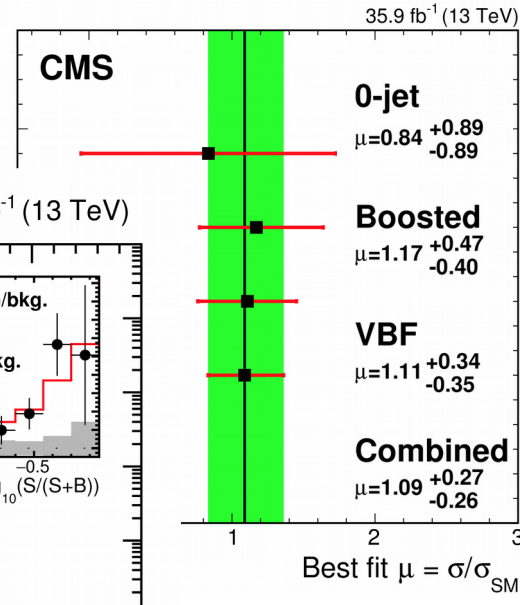 35.9 fb⁻¹ (13 TeV)
CMS
0-jet
μ=0.84 +0.89 -0.89
⁻¹ (13 TeV)
Boosted
μ=1.17 +0.47 -0.40
/bkg.
VBF
μ=1.11 +0.34 -0.35
kg.
Combined
μ=1.09 +0.27 -0.26
−0.5
₁₀(S/(S+B))
1 2 3
Best fit μ = σ/σ_SM